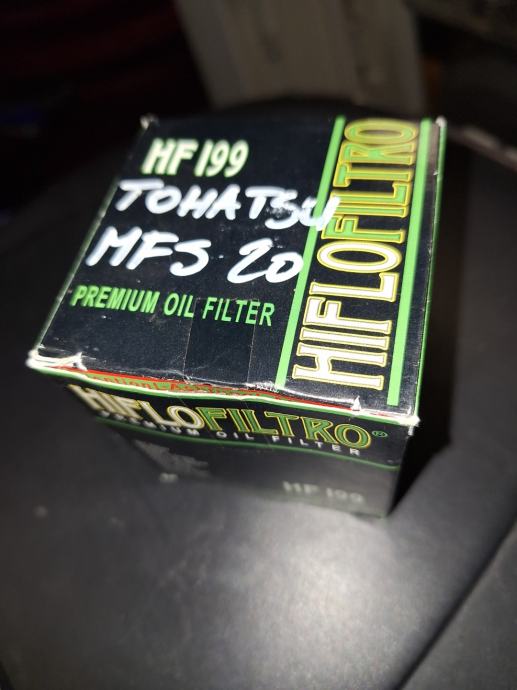 HF199
TOHATSU
MFS 20
PREMIUM OIL FILTER
HIFLOFILTRO
HIFLOFILTRO®
PREMIUM OIL FILTER
HF199